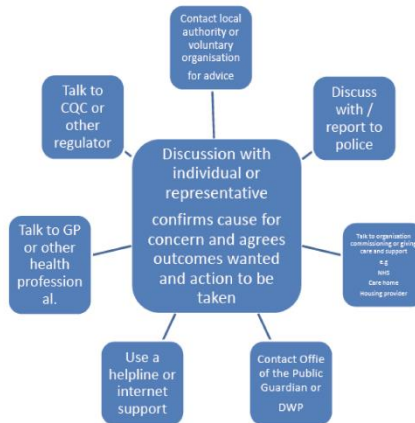 Contact local
authority or
voluntary
organisation
for advice
Talk to
CQC or
other
regulator
Discuss
with /
report to
police
Discussion with
individual or
representative
confirms cause for
concern and agrees
outcomes wanted
and action to be
taken
Talk to GP
or other
health
profession
al.
Talk to organisation
commissioning or giving
care and support
e.g
NHS
Care home
Housing provider
Use a
helpline or
internet
support
Contact Offie
of the Public
Guardian or
DWP